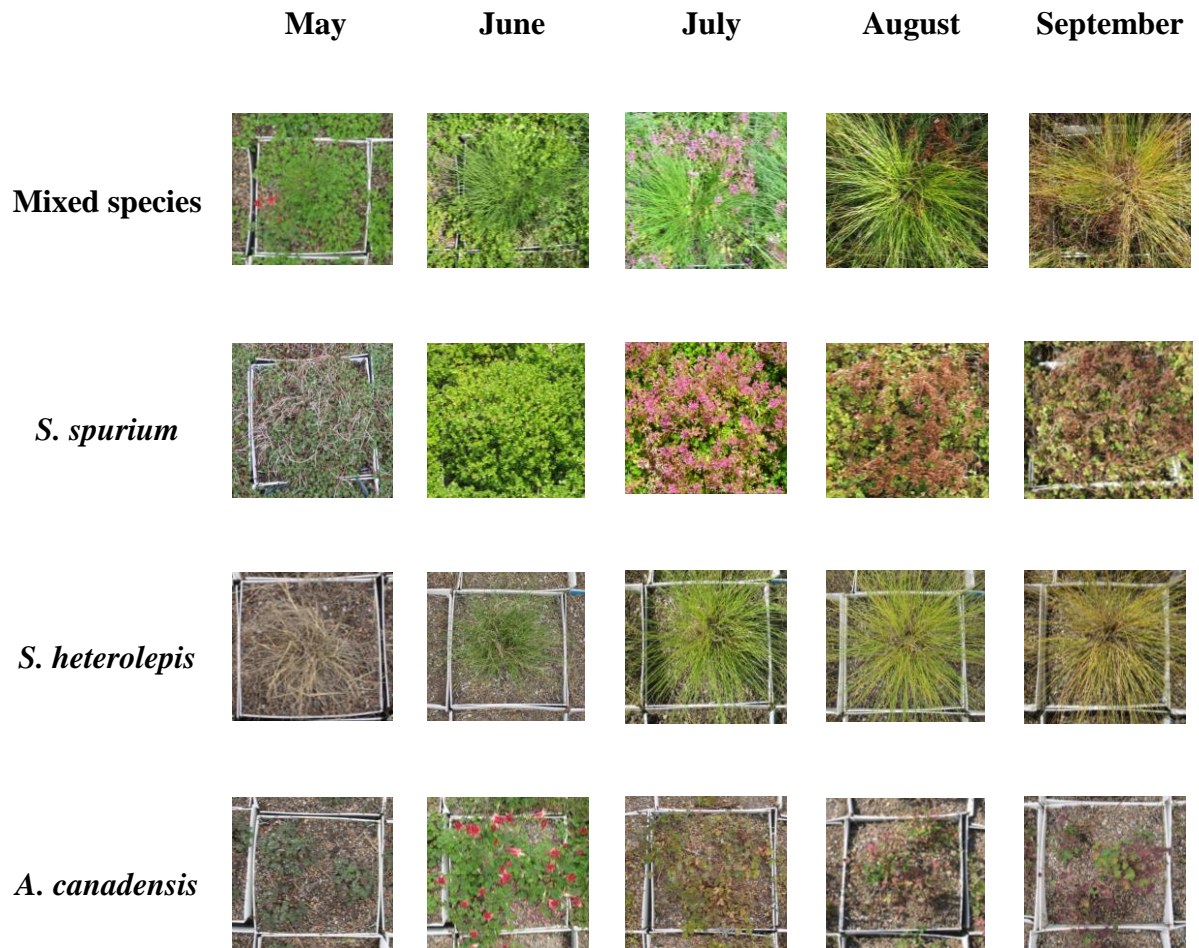 May June July August September
Mixed species
S. spurium
S. heterolepis
A. canadensis